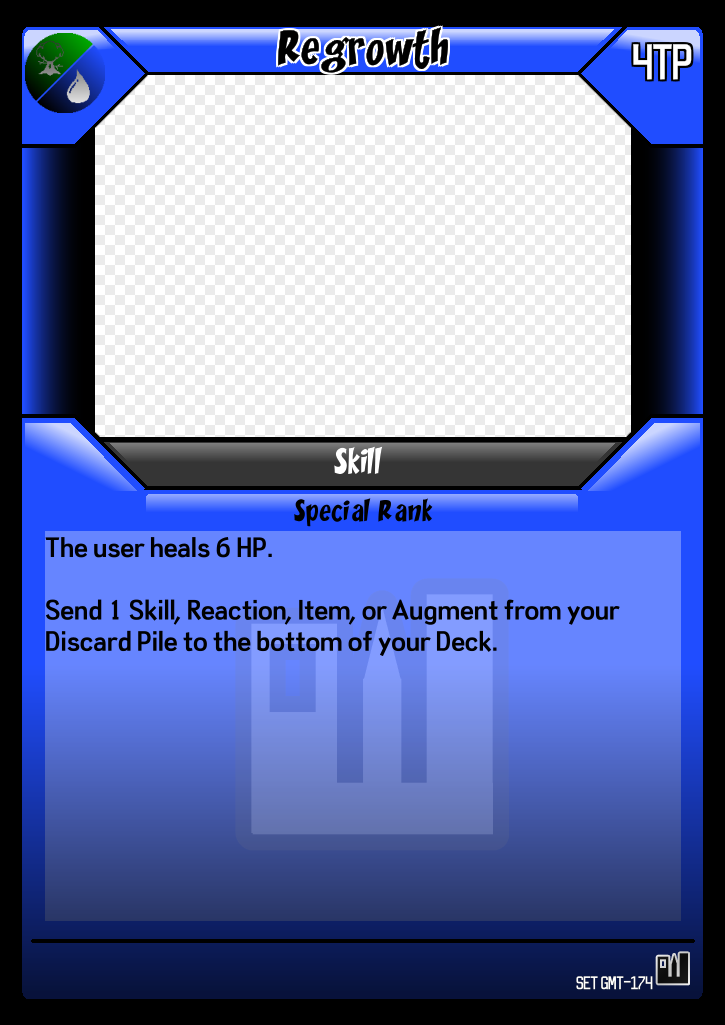 Regrowth
4TP
Skill
Special Rank
The user heals 6 HP.
Send 1 Skill, Reaction, Item, or Augment from your
Discard Pile to the bottom of your Deck.
SET GMT-174